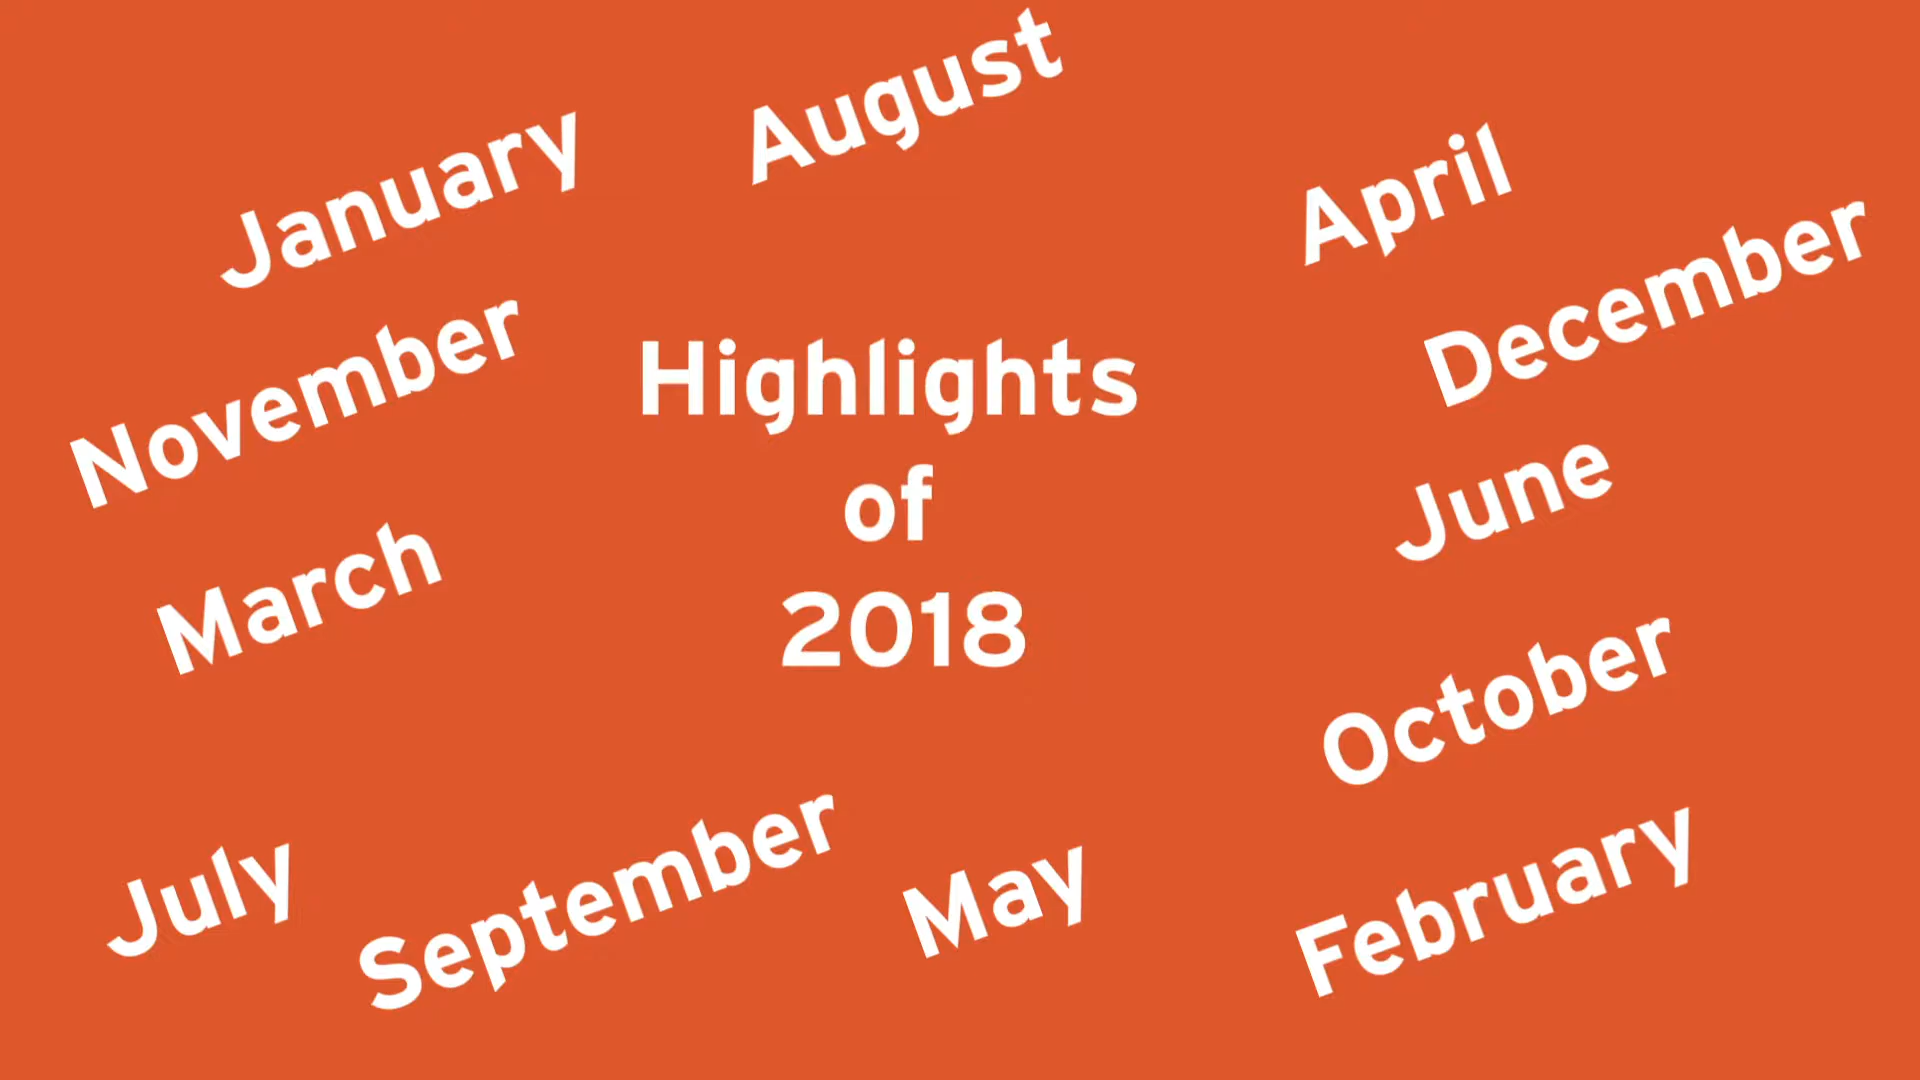 August
January
April
December
November
Highlights
of
2018
June
March
October
July
September
May
February